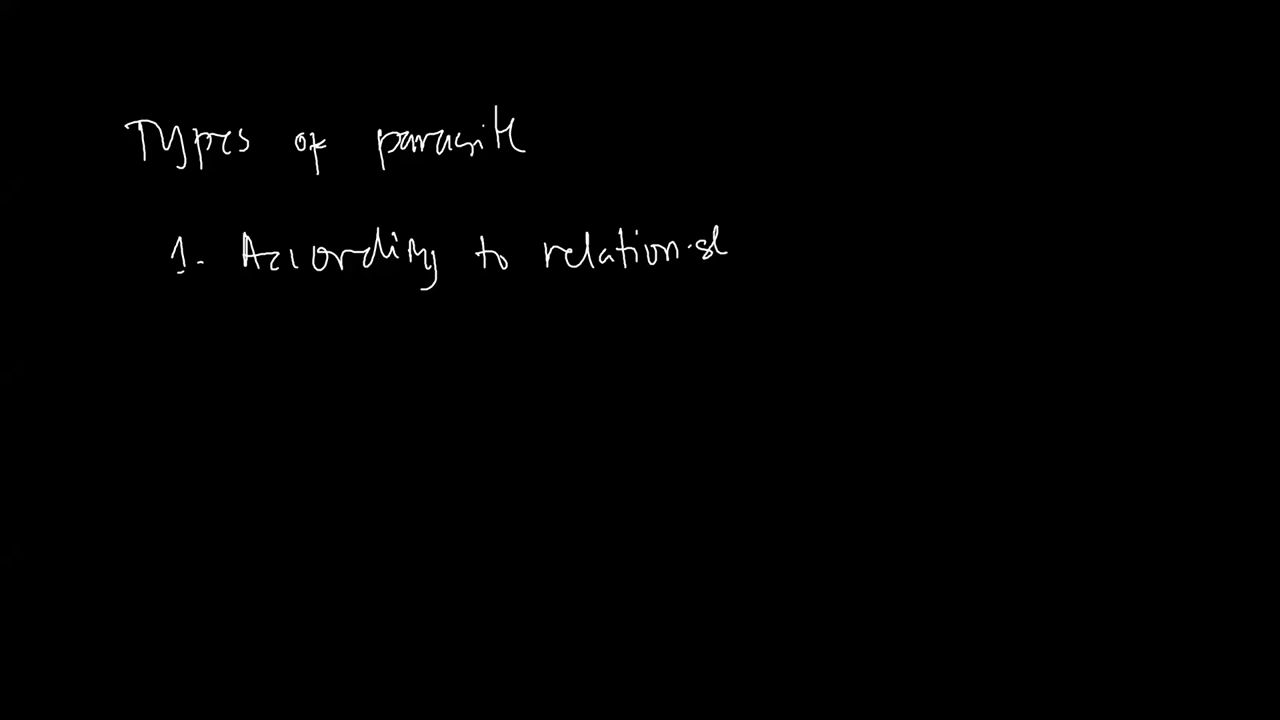 Types of parasite
1. According to relationsh